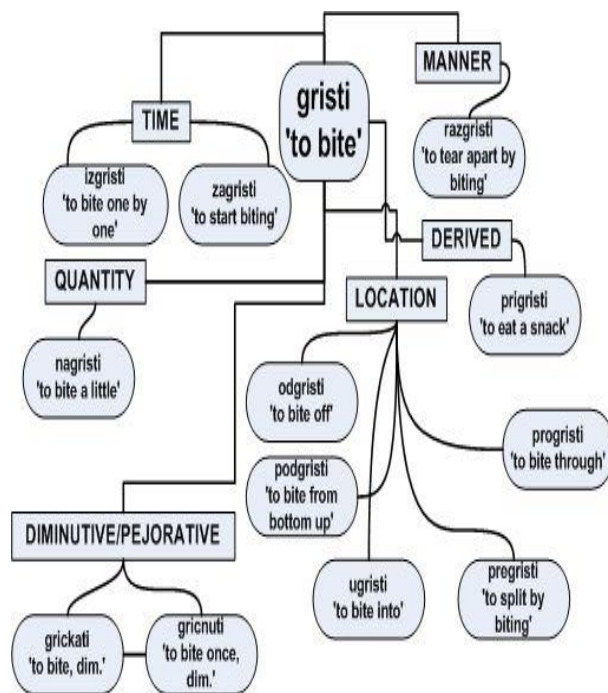 gristi
'to bite'
MANNER
razgristi
'to tear apart by
biting'
TIME
izgristi
'to bite one by
one'
zagristi
'to start biting'
DERIVED
prigristi
'to eat a snack'
QUANTITY
nagristi
'to bite a little'
LOCATION
odgristi
'to bite off'
podgristi
'to bite from
bottom up'
ugristi
'to bite into'
pregristi
'to split by
biting'
progristi
'to bite through'
DIMINUTIVE/PEJORATIVE
grickati
'to bite, dim.'
gricnuti
'to bite once,
dim.'